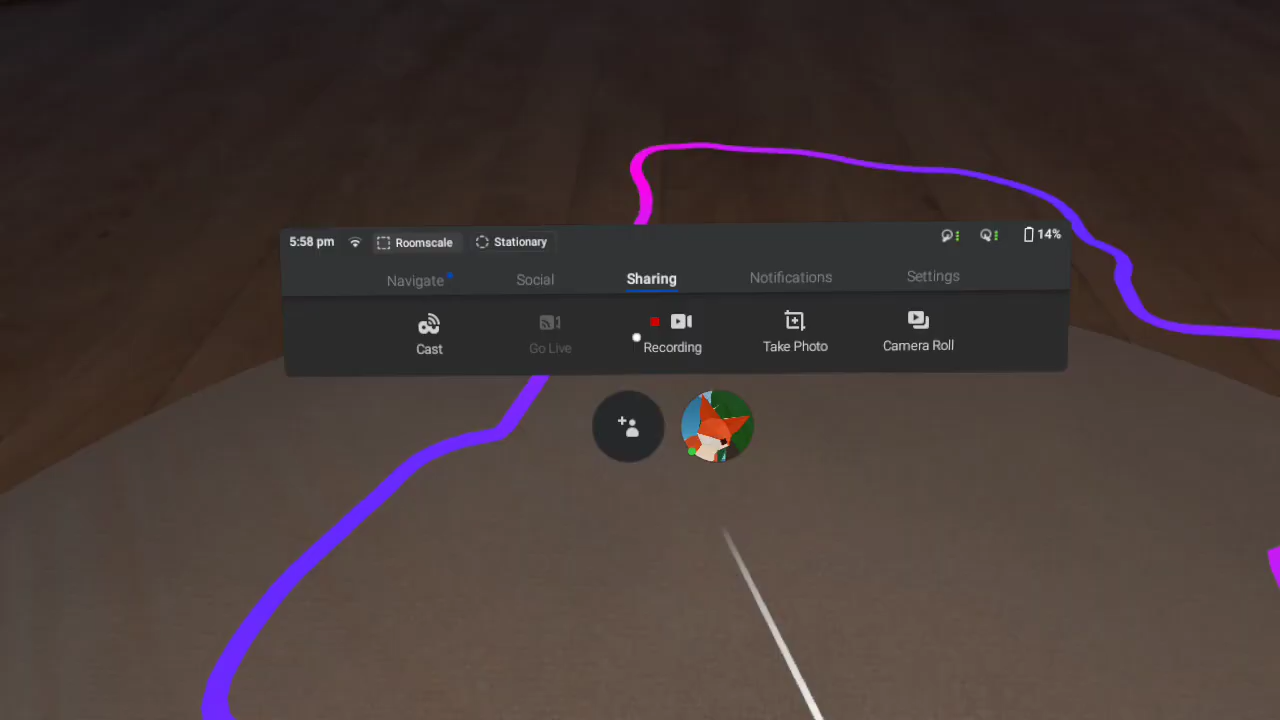 5:58 pm Roomscale Stationary 14%
Navigate Social Sharing Notifications Settings
Cast Go Live Recording Take Photo Camera Roll